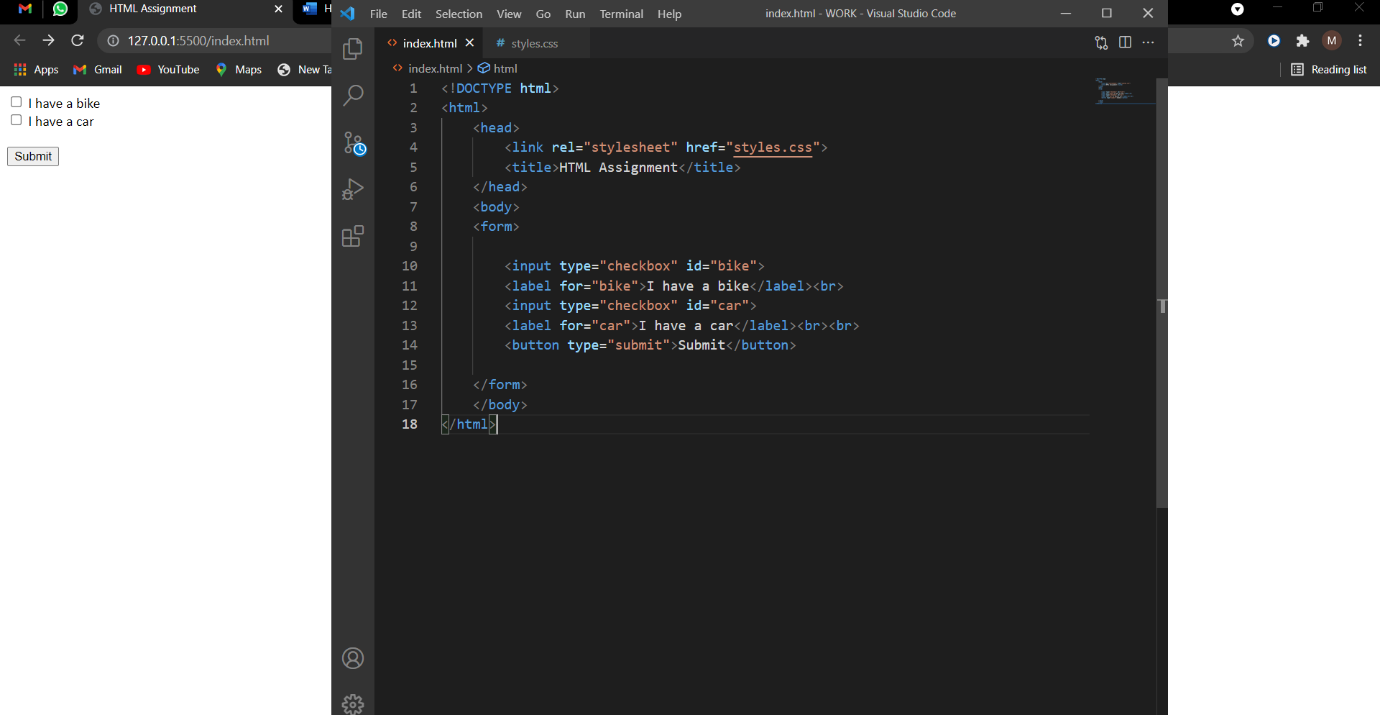 HTML Assignment
H
127.0.0.1:5500/index.html
Apps
Gmail
YouTube
Maps
New Ta
I have a bike
I have a car
Submit
File Edit Selection View Go Run Terminal Help
index.html - WORK - Visual Studio Code
index.html
# styles.css
index.html > html
1 <!DOCTYPE html>
2 <html>
3 <head>
4 <link rel="stylesheet" href="styles.css">
5 <title>HTML Assignment</title>
6 </head>
7 <body>
8 <form>
9
10 <input type="checkbox" id="bike">
11 <label for="bike">I have a bike</label><br>
12 <input type="checkbox" id="car">
13 <label for="car">I have a car</label><br><br>
14 <button type="submit">Submit</button>
15
16 </form>
17 </body>
18 </html>
M
Reading list
T